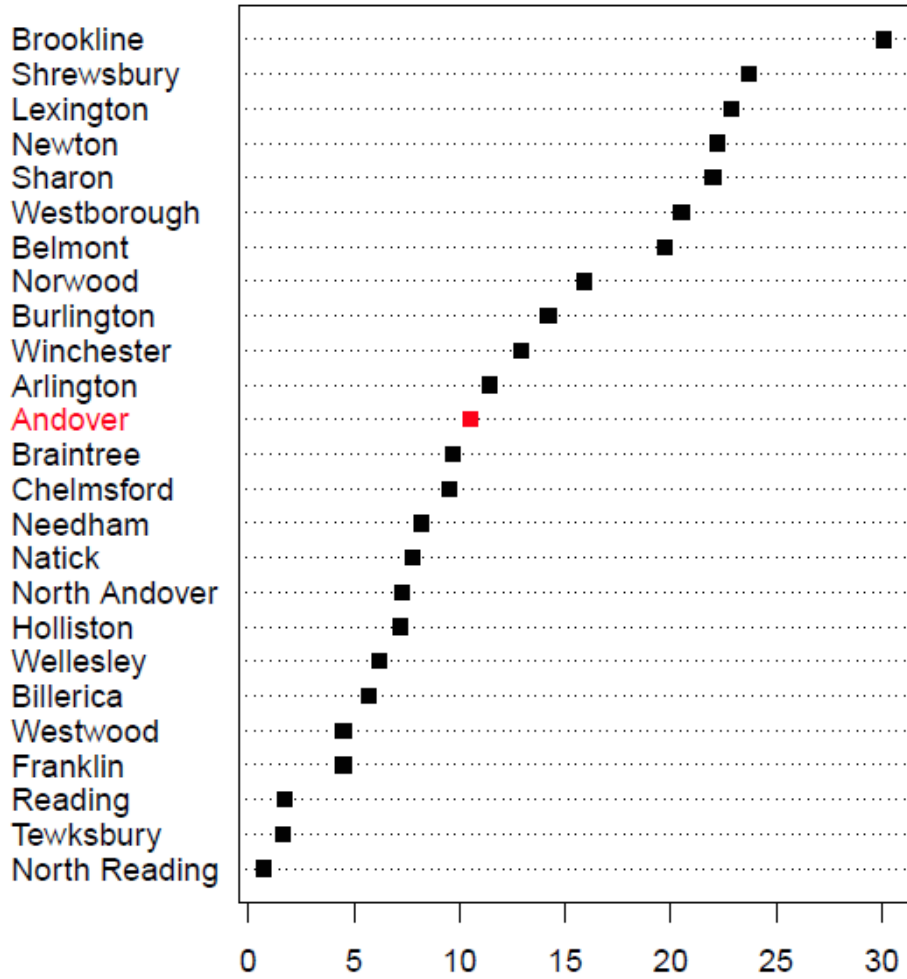 Brookline
Shrewsbury
Lexington
Newton
Sharon
Westborough
Belmont
Norwood
Burlington
Winchester
Arlington
Andover
Braintree
Chelmsford
Needham
Natick
North Andover
Holliston
Wellesley
Billerica
Westwood
Franklin
Reading
Tewksbury
North Reading
0 5 10 15 20 25 30